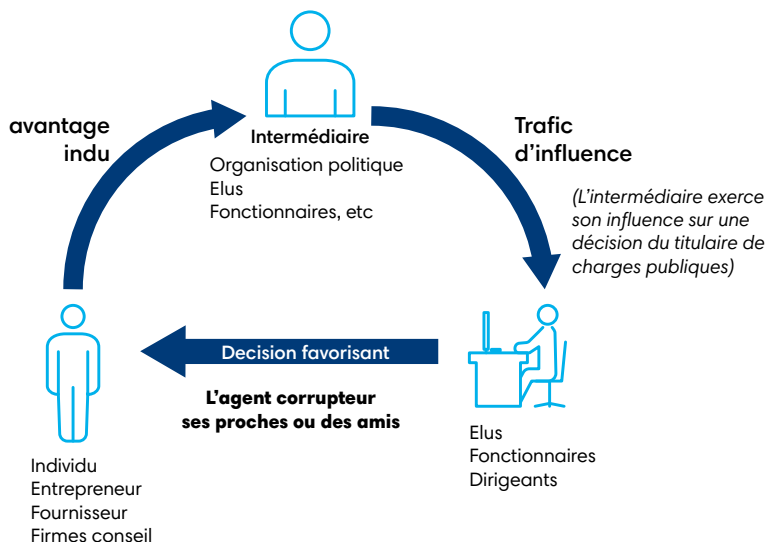 avantage
indu
Intermédiaire
Organisation politique
Elus
Fonctionnaires, etc
Trafic
d’influence
(L’intermédiaire exerce
son influence sur une
décision du titulaire de
charges publiques)
Decision favorisant
L’agent corrupteur
ses proches ou des amis
Individu
Entrepreneur
Fournisseur
Firmes conseil
Elus
Fonctionnaires
Dirigeants